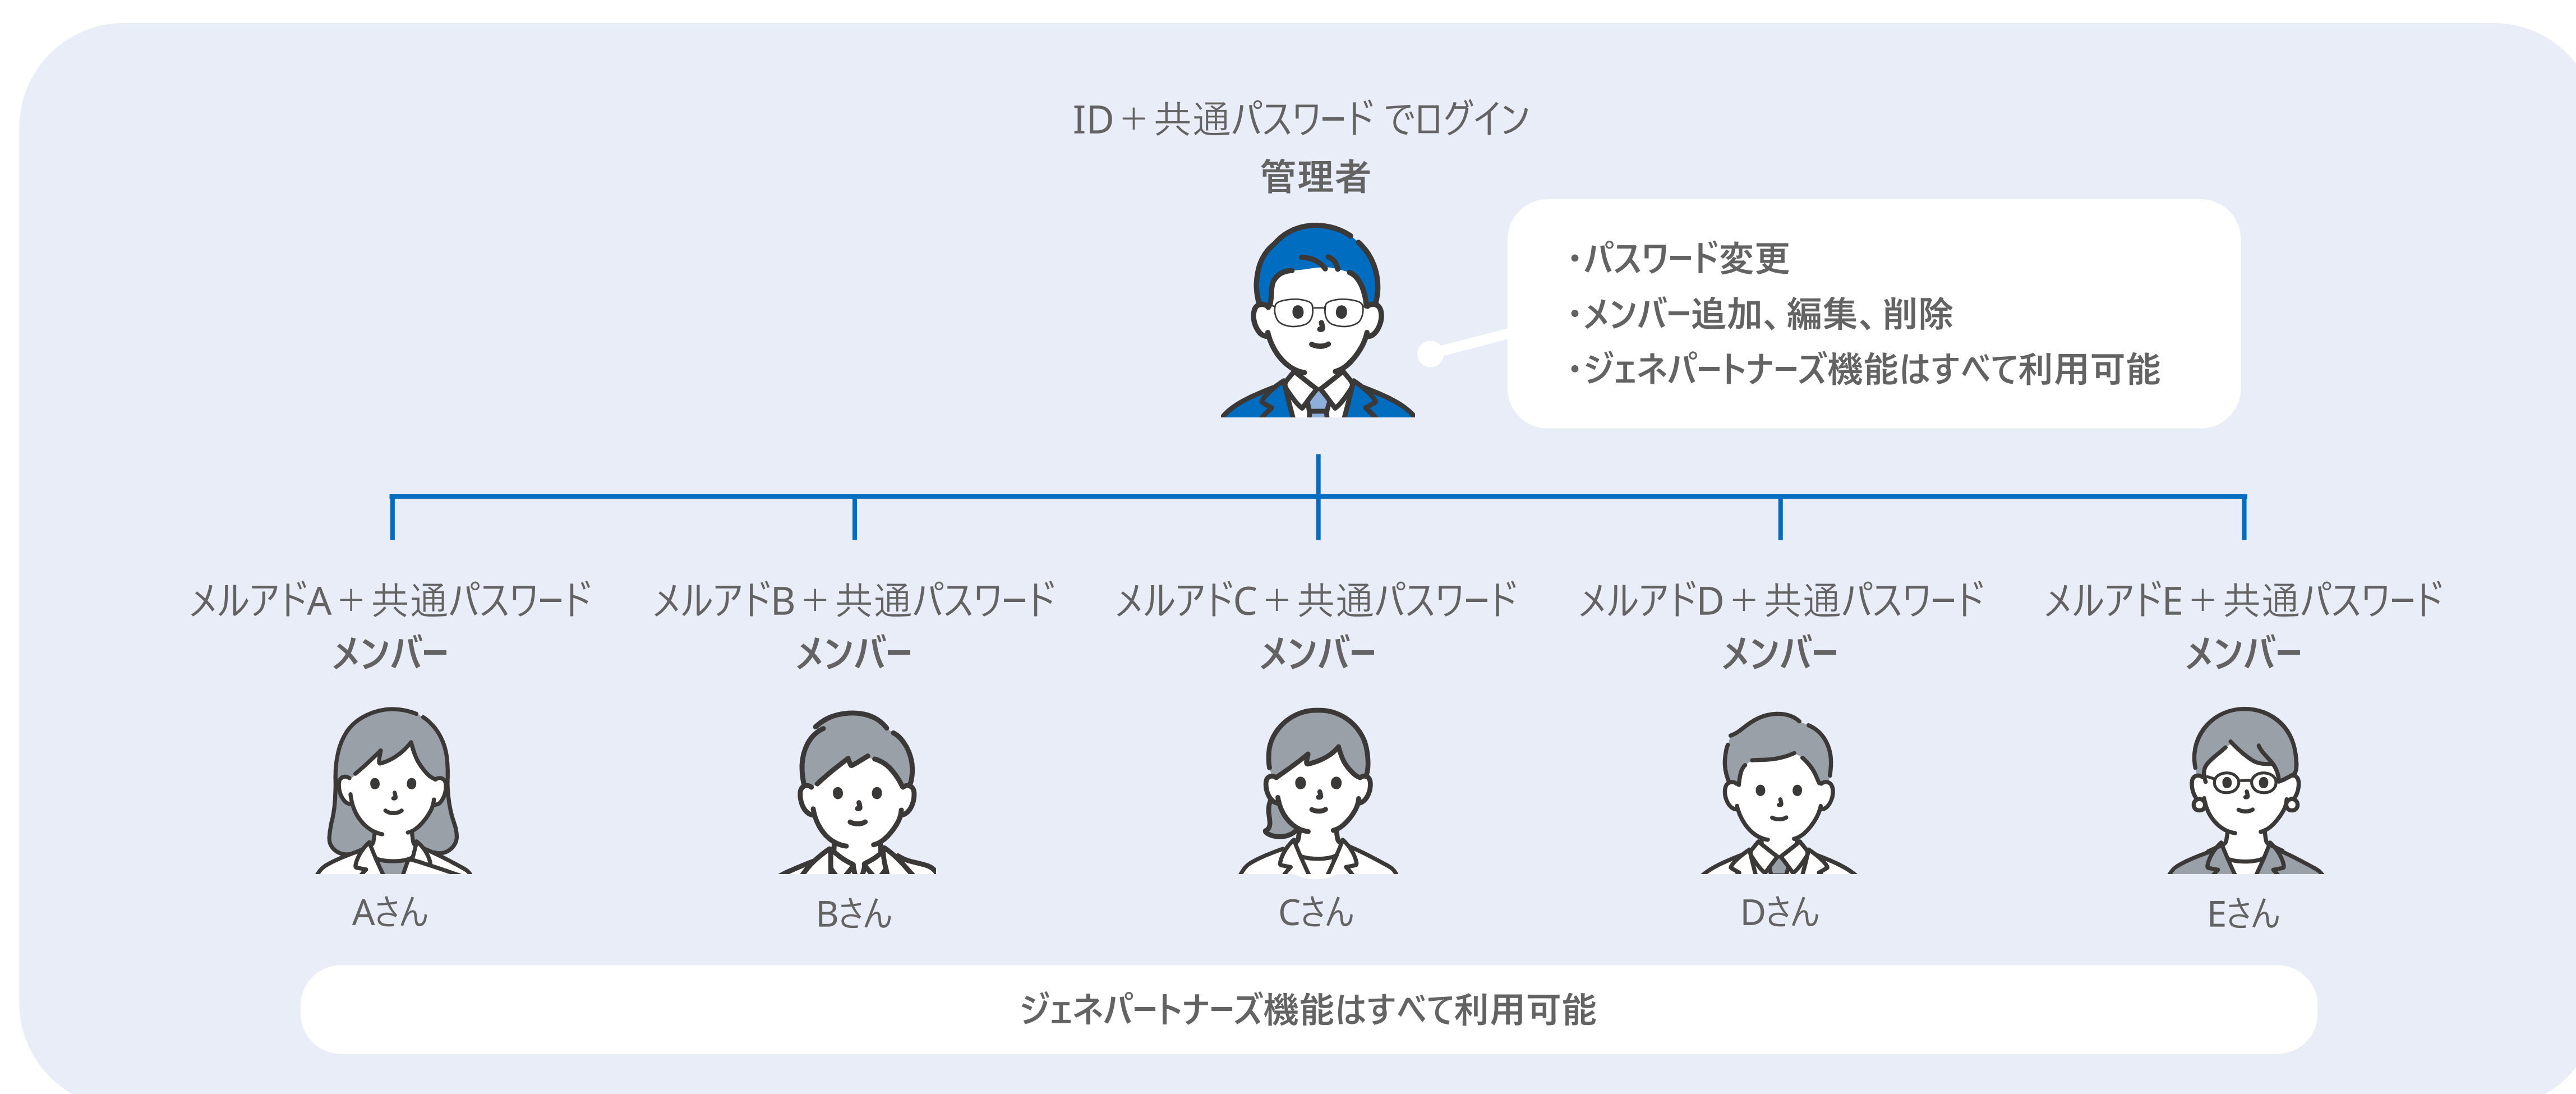 ID＋共通パスワード でログイン
管理者
・パスワード変更
・メンバー追加、編集、削除
・ジェネパートナーズ機能はすべて利用可能
メルアドA＋共通パスワード
メンバー
Aさん
メルアドB＋共通パスワード
メンバー
Bさん
メルアドC＋共通パスワード
メンバー
Cさん
メルアドD＋共通パスワード
メンバー
Dさん
メルアドE＋共通パスワード
メンバー
Eさん
ジェネパートナーズ機能はすべて利用可能